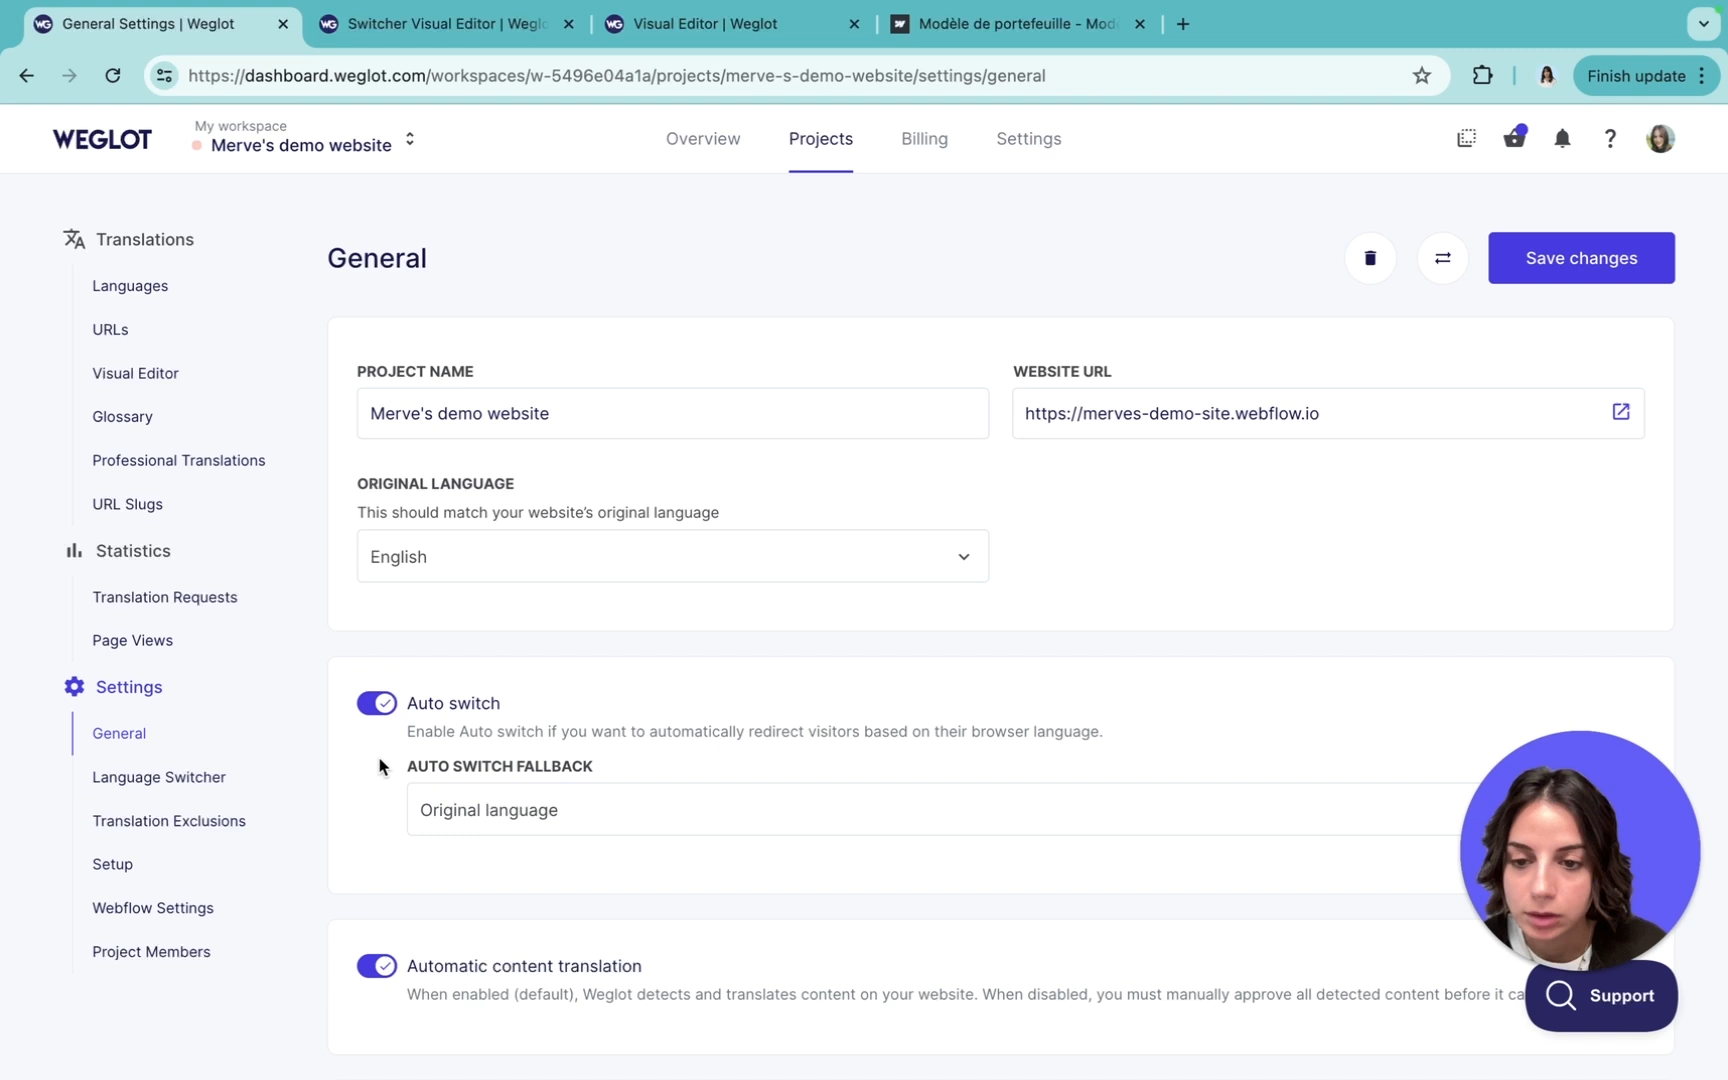 General Settings | Weglot
Switcher Visual Editor | Weglo
Visual Editor | Weglot
Modèle de portefeuille - Mod
https://dashboard.weglot.com/workspaces/w-5496e04a1a/projects/merve-s-demo-website/settings/general
Finish update
WEGLOT
My workspace
Merve's demo website
Overview
Projects
Billing
Settings
Translations
Languages
URLs
Visual Editor
Glossary
Professional Translations
URL Slugs
Statistics
Translation Requests
Page Views
Settings
General
Language Switcher
Translation Exclusions
Setup
Webflow Settings
Project Members
General
Save changes
PROJECT NAME
Merve's demo website
WEBSITE URL
https://merves-demo-site.webflow.io
ORIGINAL LANGUAGE
This should match your website’s original language
English
Auto switch
Enable Auto switch if you want to automatically redirect visitors based on their browser language.
AUTO SWITCH FALLBACK
Original language
Automatic content translation
When enabled (default), Weglot detects and translates content on your website. When disabled, you must manually approve all detected content before it ca
Support